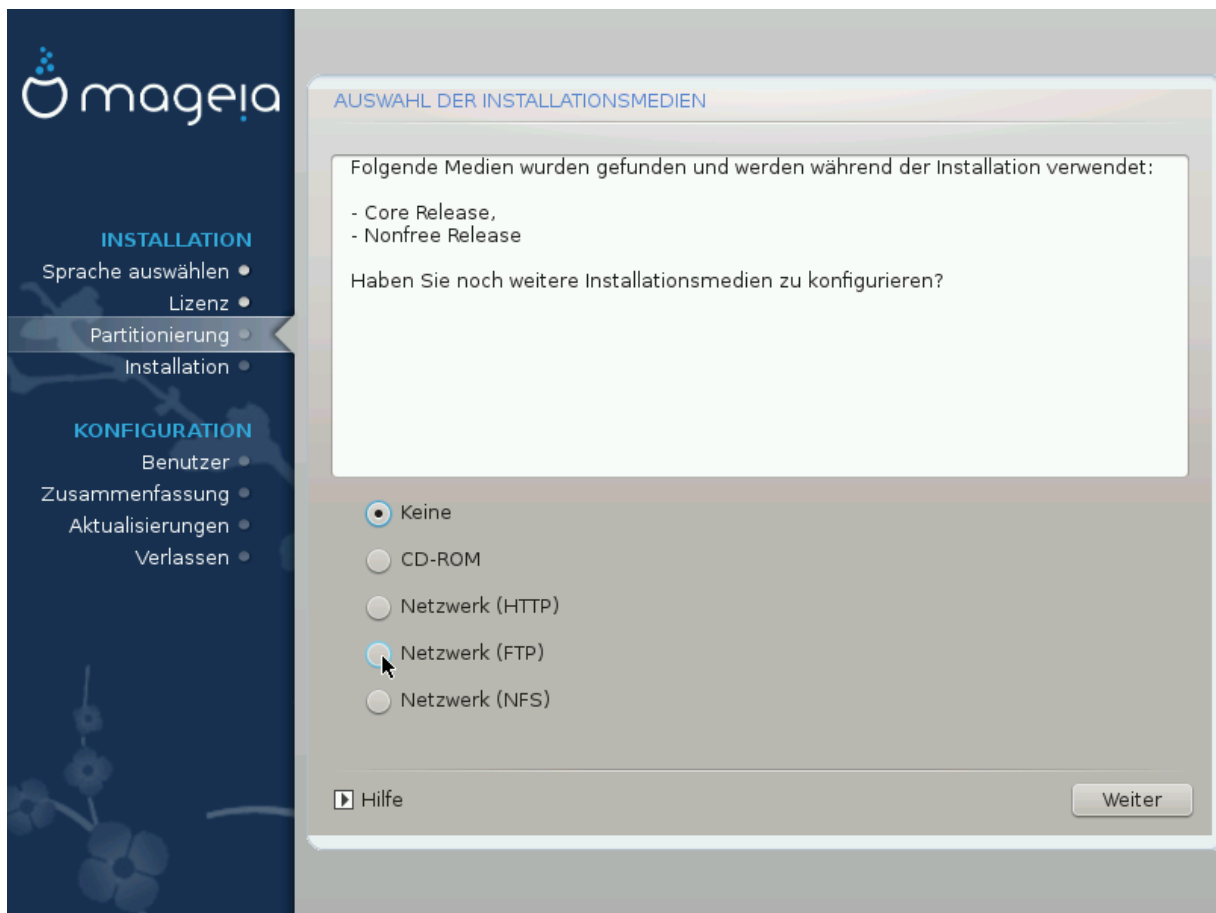 mageia
INSTALLATION
Sprache auswählen
Lizenz
Partitionierung
Installation
KONFIGURATION
Benutzer
Zusammenfassung
Aktualisierungen
Verlassen
AUSWAHL DER INSTALLATIONSMEDIEN
Folgende Medien wurden gefunden und werden während der Installation verwendet:
- Core Release,
- Nonfree Release
Haben Sie noch weitere Installationsmedien zu konfigurieren?
Keine
CD-ROM
Netzwerk (HTTP)
Netzwerk (FTP)
Netzwerk (NFS)
Hilfe
Weiter